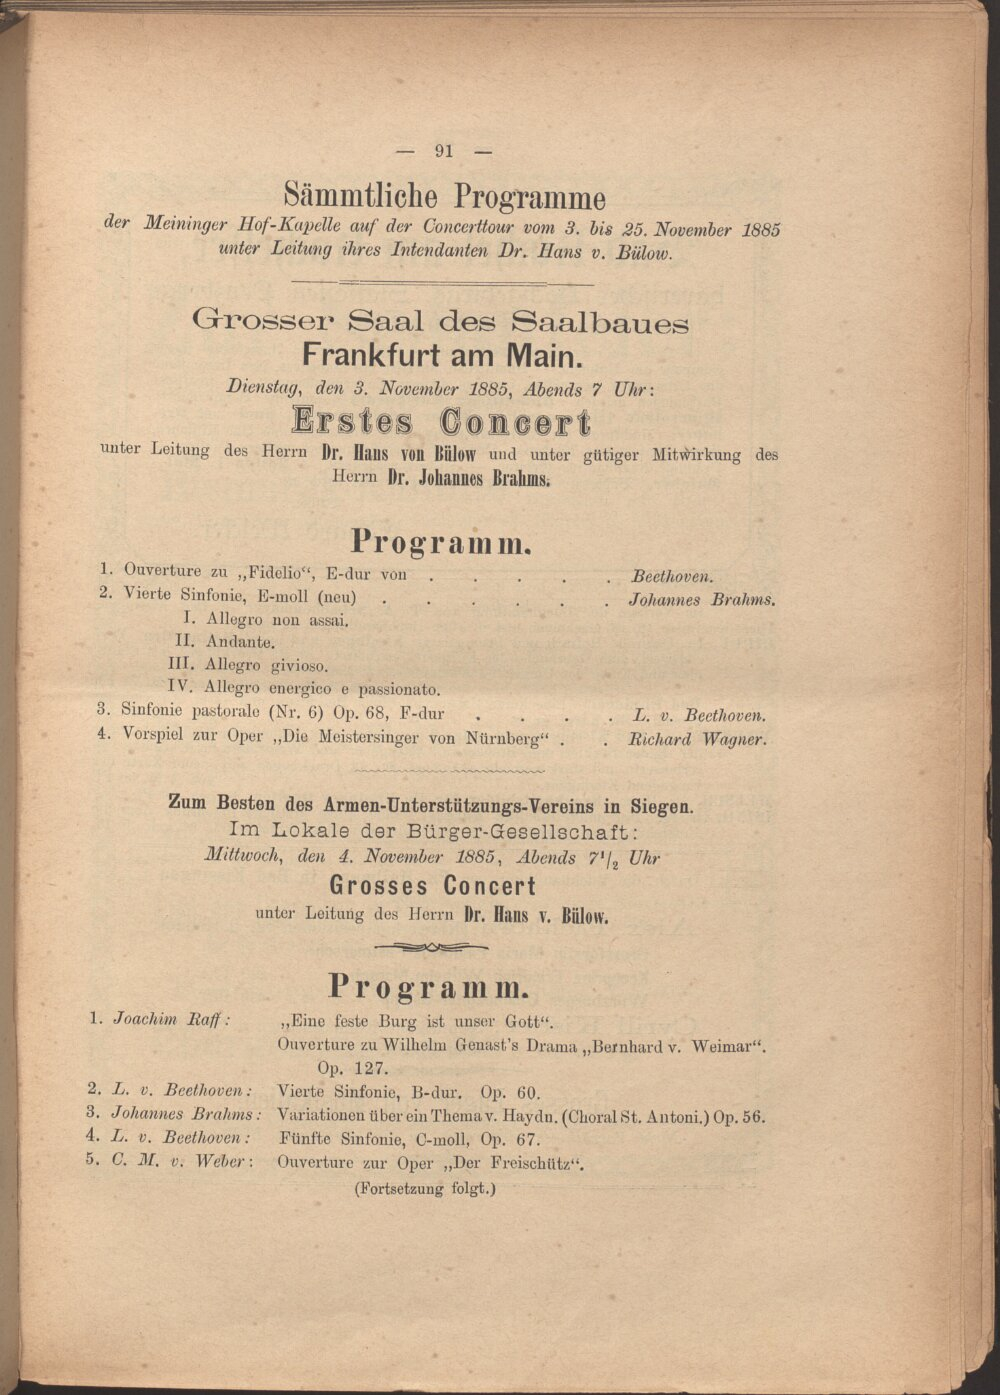 — 91 —
Sämmtliche Programme
der Meininger Hof-Kapelle auf der Concerttour vom 3. bis 25. November 1885
unter Leitung ihres Intendanten Dr. Hans v. Bülow.
Grosser Saal des Saalbaues
Frankfurt am Main.
Dienstag, den 3. November 1885, Abends 7 Uhr:
Erstes Concert
unter Leitung des Herrn Dr. Hans von Bülow und unter gütiger Mitwirkung des
Herrn Dr. Johannes Brahms.
Programm.
1. Ouverture zu „Fidelio“, E-dur von . . . . . Beethoven.
2. Vierte Sinfonie, E-moll (neu) . . . . . . Johannes Brahms.
I. Allegro non assai.
II. Andante.
III. Allegro givioso.
IV. Allegro energico e passionato.
3. Sinfonie pastorale (Nr. 6) Op. 68, F-dur . . . . L. v. Beethoven.
4. Vorspiel zur Oper „Die Meistersinger von Nürnberg“ . . Richard Wagner.
Zum Besten des Armen-Unterstützungs-Vereins in Siegen.
Im Lokale der Bürger-Gesellschaft:
Mittwoch, den 4. November 1885, Abends 7 1/2 Uhr
Grosses Concert
unter Leitung des Herrn Dr. Hans v. Bülow.
Programm.
1. Joachim Raff: „Eine feste Burg ist unser Gott“.
Ouverture zu Wilhelm Genast's Drama „Bernhard v. Weimar“.
Op. 127.
2. L. v. Beethoven: Vierte Sinfonie, B-dur. Op. 60.
3. Johannes Brahms: Variationen über ein Thema v. Haydn. (Choral St. Antoni.) Op. 56.
4. L. v. Beethoven: Fünfte Sinfonie, C-moll, Op. 67.
5. C. M. v. Weber: Ouverture zur Oper „Der Freischütz“.
(Fortsetzung folgt.)